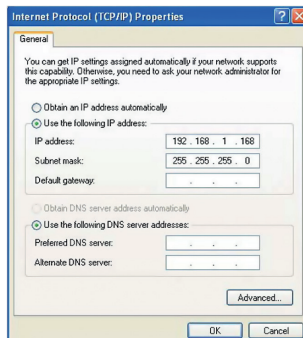 Internet Protocol (TCP/IP) Properties
General
You can get IP settings assigned automatically if your network supports
this capability. Otherwise, you need to ask your network administrator for
the appropriate IP settings.
Obtain an IP address automatically
Use the following IP address:
IP address: 192 . 168 . 1 . 168
Subnet mask: 255 . 255 . 255 . 0
Default gateway: . . .
Obtain DNS server address automatically
Use the following DNS server addresses:
Preferred DNS server: . . .
Alternate DNS server: . . .
Advanced...
OK Cancel